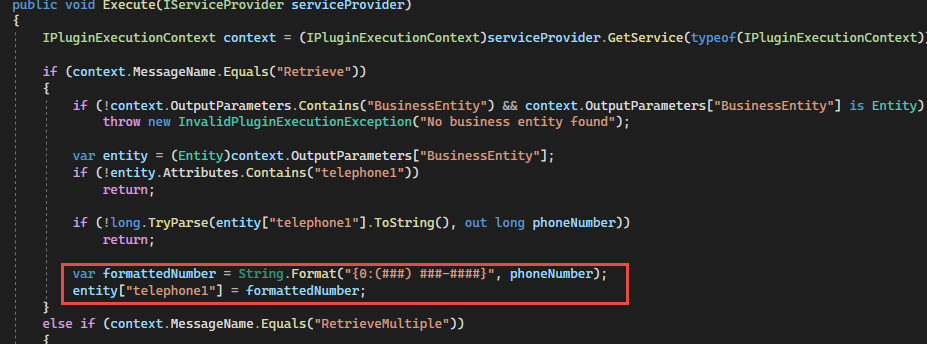 public void Execute(IServiceProvider serviceProvider)
{
IPluginExecutionContext context = (IPluginExecutionContext)serviceProvider.GetService(typeof(IPluginExecutionContext))
if (context.MessageName.Equals("Retrieve"))
{
if (!context.OutputParameters.Contains("BusinessEntity") && context.OutputParameters["BusinessEntity"] is Entity)
throw new InvalidPluginExecutionException("No business entity found");
var entity = (Entity)context.OutputParameters["BusinessEntity"];
if (!entity.Attributes.Contains("telephone1"))
return;
if (!long.TryParse(entity["telephone1"].ToString(), out long phoneNumber))
return;
var formattedNumber = String.Format("{0:(###) ###-####}", phoneNumber);
entity["telephone1"] = formattedNumber;
}
else if (context.MessageName.Equals("RetrieveMultiple"))
{